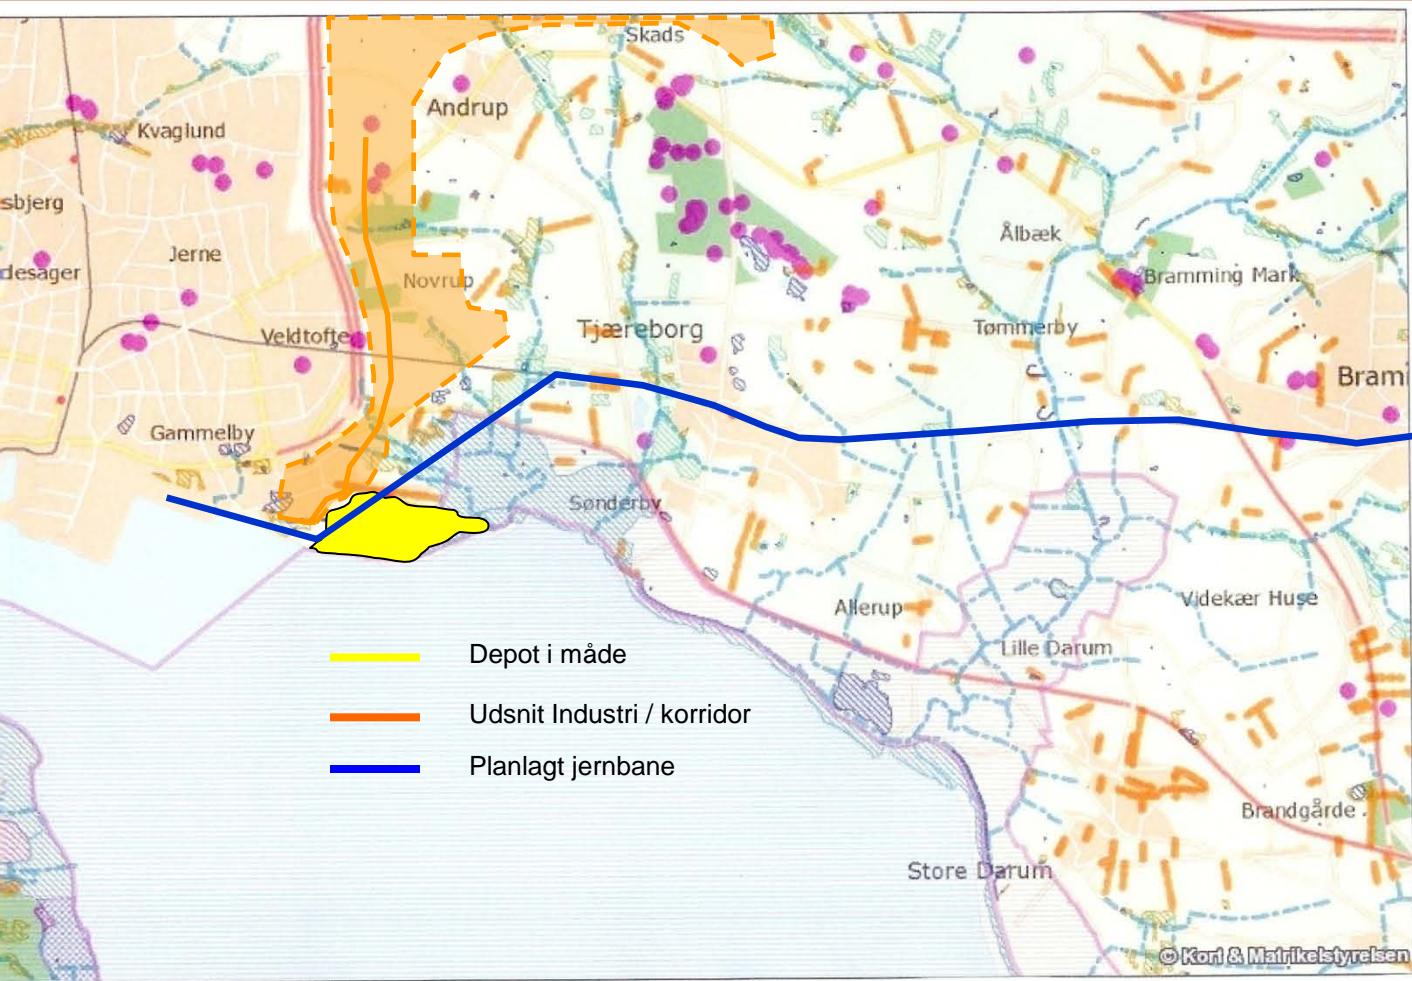 Skads
Andrup
Kvaglund
sbjerg
Jerne
Ålbæk
desager
Novrup
Bramming Mark
Veldtofte
Tjæreborg
Tømmerby
Brami
Gammelby
Sønderby
Allerup
Videkær Huse
Lille Darum
Depot i måde
Udsnit Industri / korridor
Planlagt jernbane
Brandgårde
Store Darum
© Kort & Matrikelstyrelsen